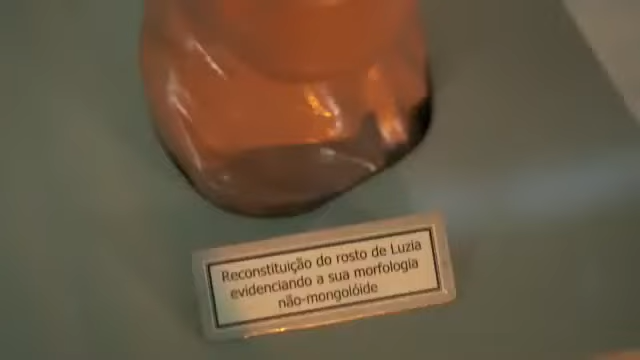 Reconstituição do rosto de Luzia
evidenciando a sua morfologia
não-mongolóide